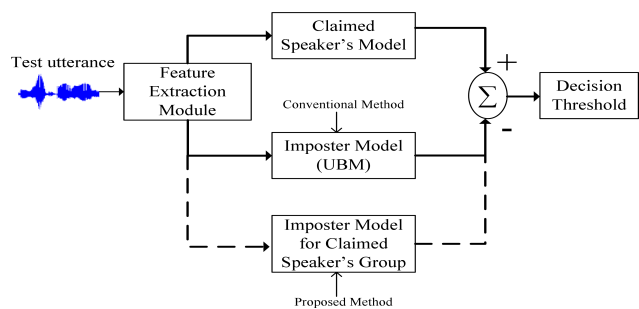 Test utterance
Feature
Extraction
Module
Claimed
Speaker's Model
Conventional Method
Imposter Model
(UBM)
Imposter Model
for Claimed
Speaker's Group
Proposed Method
+
Σ
-
Decision
Threshold